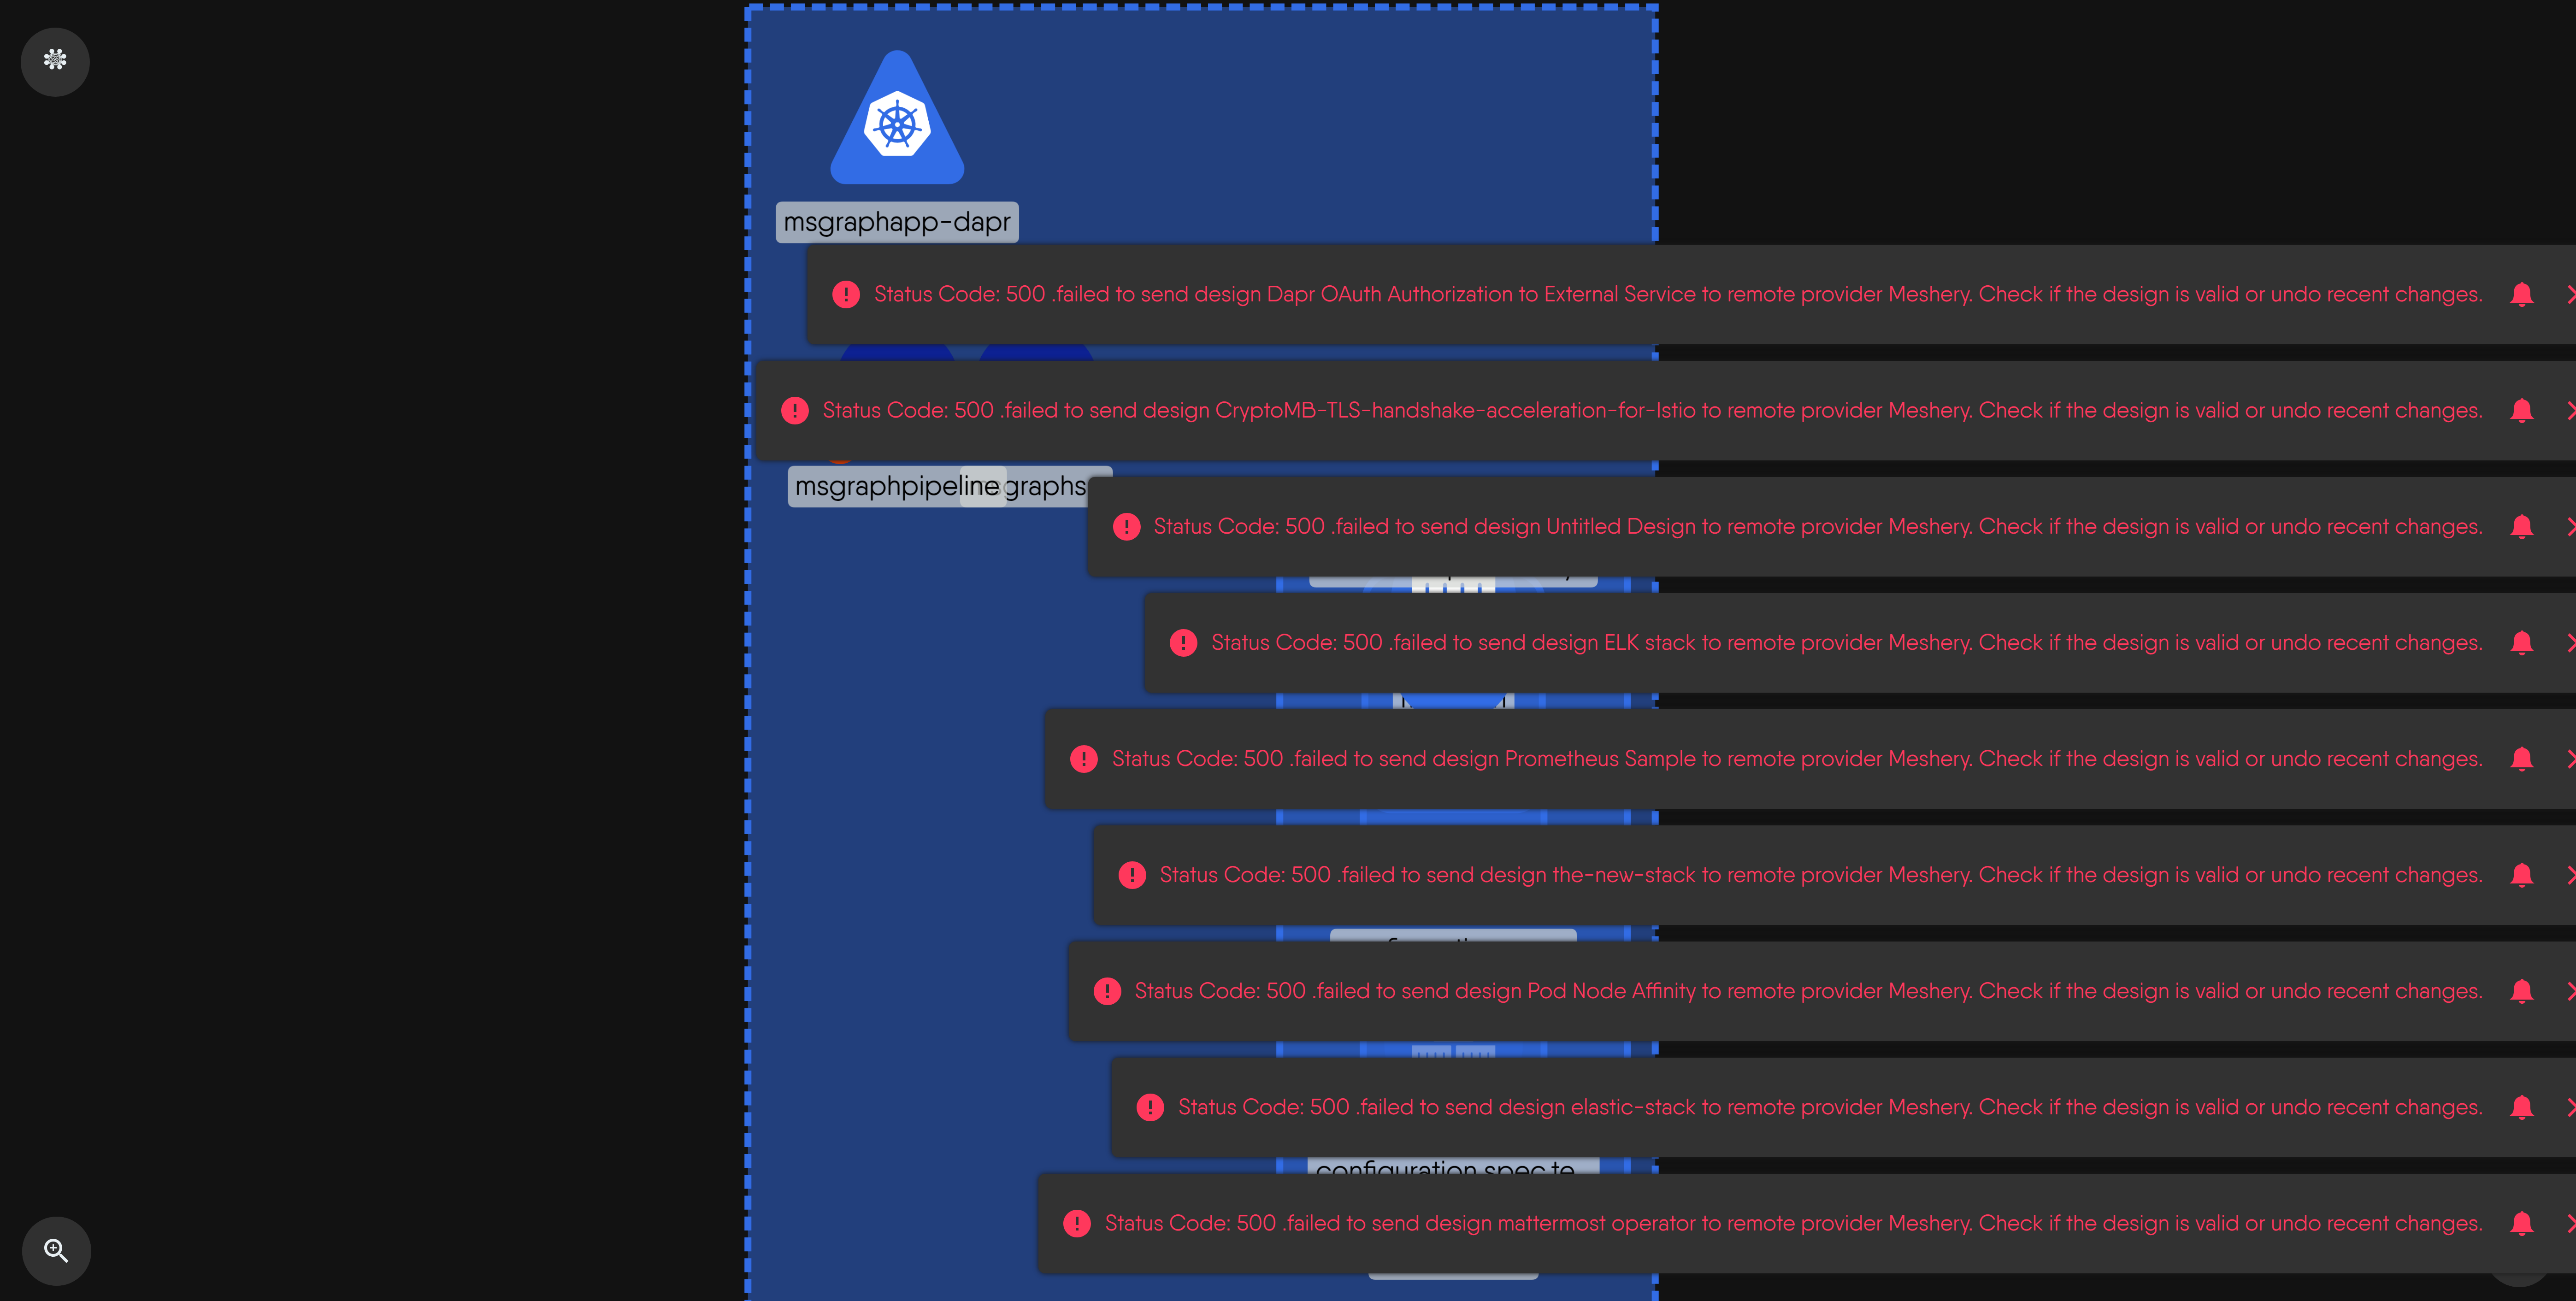 msgraphapp-dapr
Status Code: 500 .failed to send design Dapr OAuth Authorization to External Service to remote provider Meshery. Check if the design is valid or undo recent changes.
Status Code: 500 .failed to send design CryptoMB-TLS-handshake-acceleration-for-Istio to remote provider Meshery. Check if the design is valid or undo recent changes.
msgraphpipeline graphs
Status Code: 500 .failed to send design Untitled Design to remote provider Meshery. Check if the design is valid or undo recent changes.
Status Code: 500 .failed to send design ELK stack to remote provider Meshery. Check if the design is valid or undo recent changes.
Status Code: 500 .failed to send design Prometheus Sample to remote provider Meshery. Check if the design is valid or undo recent changes.
Status Code: 500 .failed to send design the-new-stack to remote provider Meshery. Check if the design is valid or undo recent changes.
Status Code: 500 .failed to send design Pod Node Affinity to remote provider Meshery. Check if the design is valid or undo recent changes.
Status Code: 500 .failed to send design elastic-stack to remote provider Meshery. Check if the design is valid or undo recent changes.
configuration.spec.te
Status Code: 500 .failed to send design mattermost operator to remote provider Meshery. Check if the design is valid or undo recent changes.